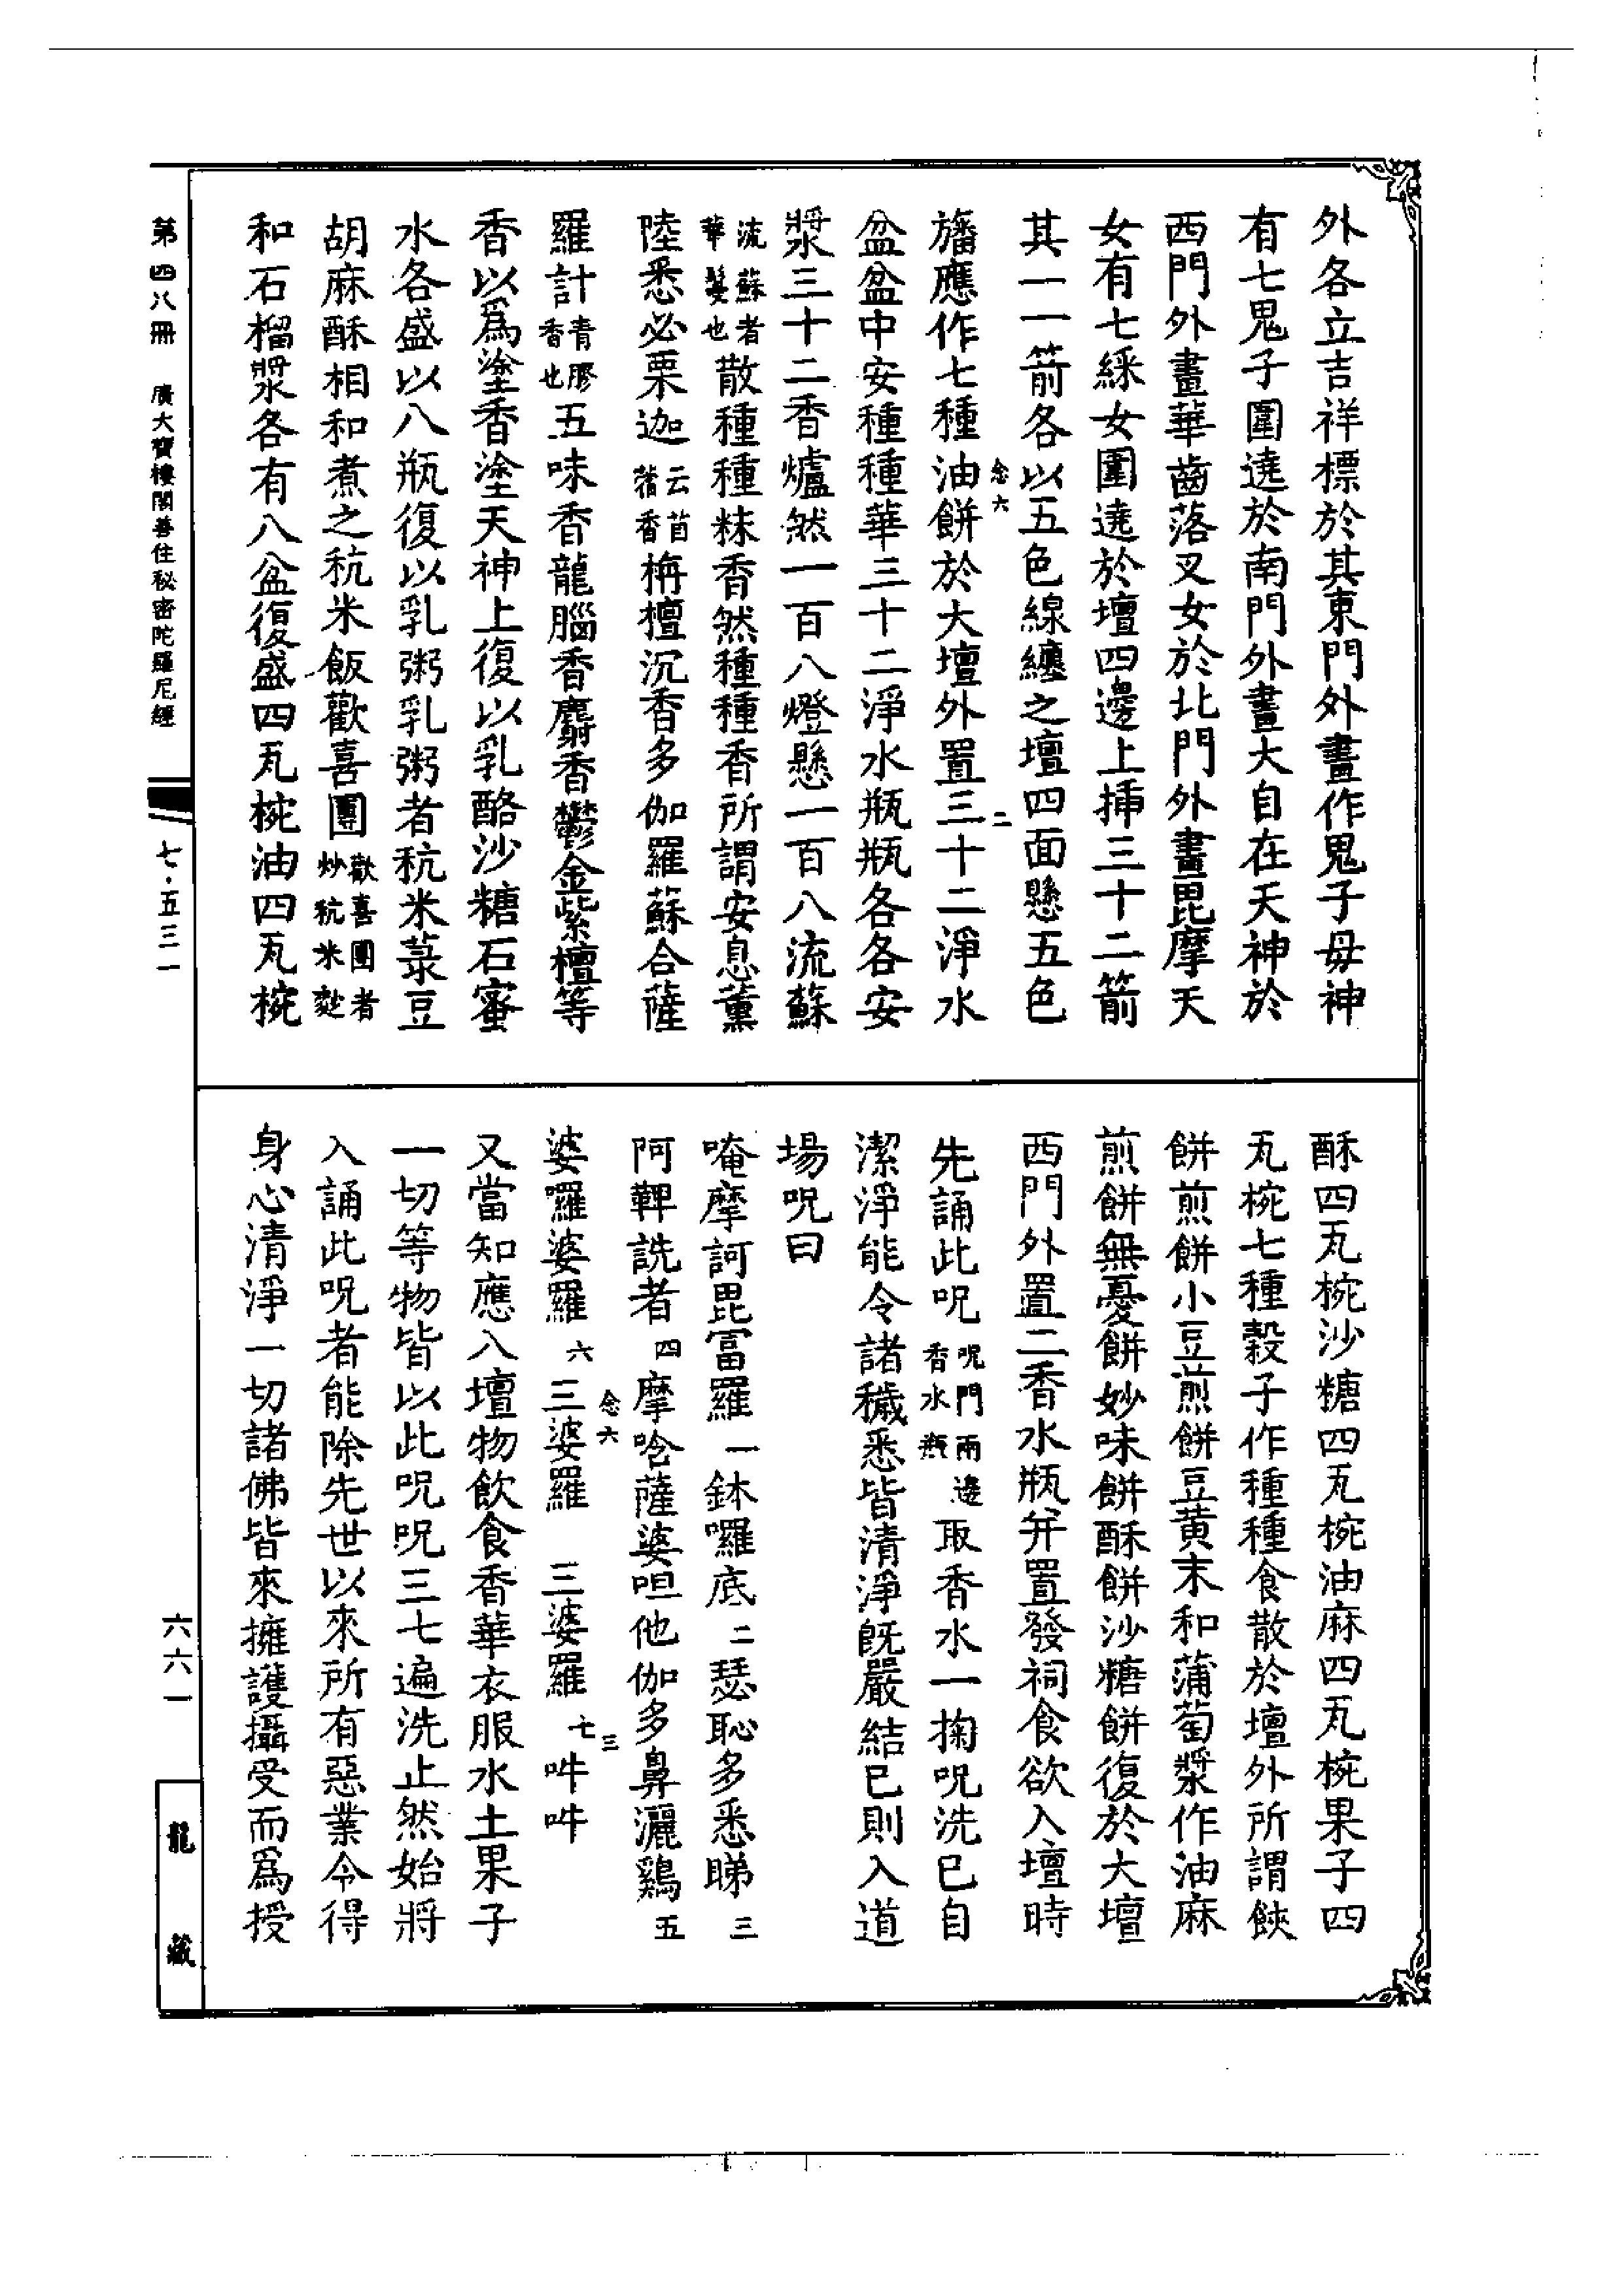 外各立吉祥標於其東門外畫作鬼子母神
有七鬼子圍遶於南門外畫大自在天神於
西門外畫華齒落叉女於北門外畫毘摩天
女有七綵女圍遶於壇四邊上揷三十二箭
其一一箭各以五色線纏之壇四面懸五色
念六　二
旛應作七種油餅於大壇外置三十二淨水
盆盆中安種種華三十二淨水瓶瓶各各安
漿三十二香爐然一百八燈懸一百八流蘇
流蘇者華鬘也散種種粖香然種種香所謂安息薰
陸悉必栗迦云苜蓿香栴檀沉香多伽羅蘇合薩
羅計青膠香也五味香龍腦香麝香鬱金紫檀等
香以爲塗香塗天神上復以乳酪沙糖石蜜
水各盛以八瓶復以乳粥乳粥者秔米菉豆
胡麻酥相和煮之秔米飯歡喜團歡喜團者炒秔米麨
和石榴漿各有八盆復盛四瓦椀油四瓦椀
酥四瓦椀沙糖四瓦椀油麻四瓦椀果子四
瓦椀七種穀子作種種食散於壇外所謂䬪
餅煎餅小豆煎餅豆黃末和蒲萄漿作油麻
煎餅無憂餅妙味餅酥餅沙糖餅復於大壇
西門外置二香水瓶并置發祠食欲入壇時
先誦此呪呪門兩邊香水瓶取香水一掬呪洗已自
潔淨能令諸穢悉皆清淨旣嚴結已則入道
場呪曰
唵摩訶毘富羅一鉢囉底二瑟恥多悉睇三
阿鞞詵者四摩唅薩婆呾他伽多鼻灑鷄五
念六　三
婆囉婆羅六三婆羅　三婆羅七吽吽
又當知應入壇物飲食香華衣服水土果子
一切等物皆以此呪呪三七遍洗止然始將
入誦此呪者能除先世以來所有惡業令得
身心清淨一切諸佛皆來擁護攝受而爲授
第四八冊　廣大寶樓閣善住秘密陀羅尼經
七·五三一
六六一
龍藏